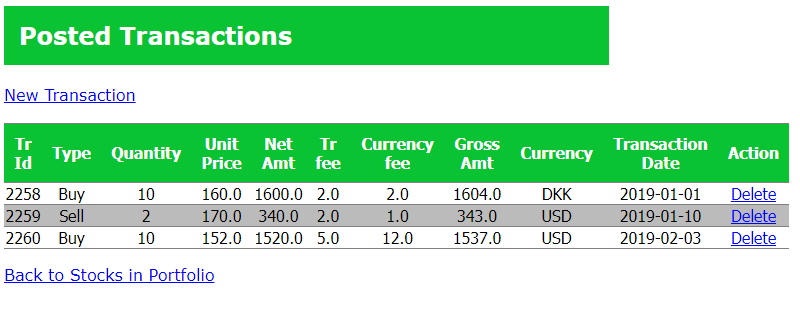 Posted Transactions
New Transaction
Tr Id Type Quantity Unit Price Net Amt Tr fee Currency fee Gross Amt Currency Transaction Date Action
2258 Buy 10 160.0 1600.0 2.0 2.0 1604.0 DKK 2019-01-01 Delete
2259 Sell 2 170.0 340.0 2.0 1.0 343.0 USD 2019-01-10 Delete
2260 Buy 10 152.0 1520.0 5.0 12.0 1537.0 USD 2019-02-03 Delete
Back to Stocks in Portfolio